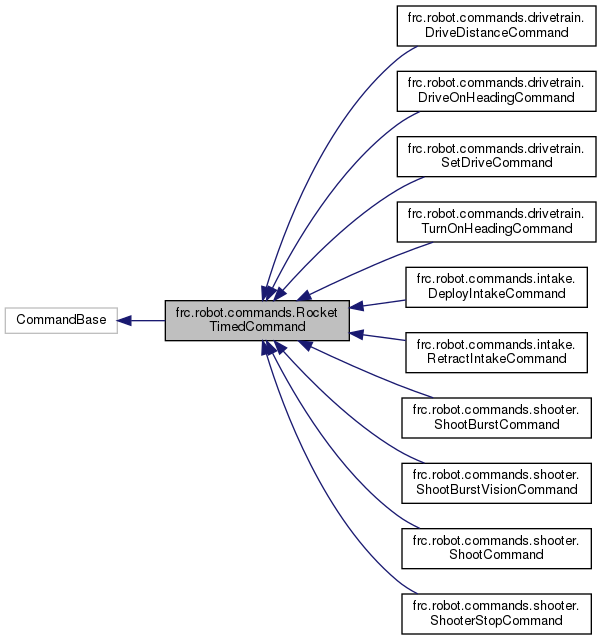 frc.robot.commands.drivetrain.
DriveDistanceCommand
frc.robot.commands.drivetrain.
DriveOnHeadingCommand
frc.robot.commands.drivetrain.
SetDriveCommand
frc.robot.commands.drivetrain.
TurnOnHeadingCommand
frc.robot.commands.intake.
DeployIntakeCommand
CommandBase
frc.robot.commands.Rocket
TimedCommand
frc.robot.commands.intake.
RetractIntakeCommand
frc.robot.commands.shooter.
ShootBurstCommand
frc.robot.commands.shooter.
ShootBurstVisionCommand
frc.robot.commands.shooter.
ShootCommand
frc.robot.commands.shooter.
ShooterStopCommand